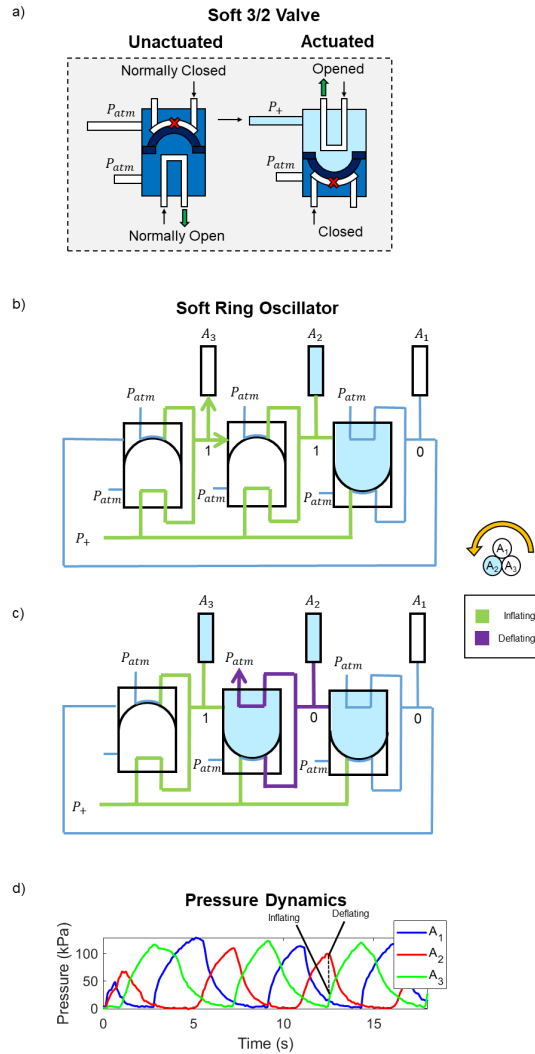 a)
Soft 3/2 Valve
Unactuated
Actuated
Normally Closed
Opened
P_atm
P_+
P_atm
P_atm
Normally Open
Closed
b)
Soft Ring Oscillator
A_3
A_2
A_1
P_atm
P_atm
P_atm
1
1
0
P_atm
P_atm
P_atm
P_+
A_1
A_2
A_3
Inflating
Deflating
c)
A_3
A_2
A_1
P_atm
P_atm
P_atm
1
0
0
P_atm
P_atm
P_+
d)
Pressure Dynamics
Inflating
Deflating
A_1
A_2
A_3
Pressure (kPa)
100
50
0
0
5
10
15
Time (s)